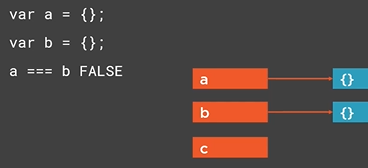 var a = {};
var b = {};
a === b FALSE
a {}
b {}
c